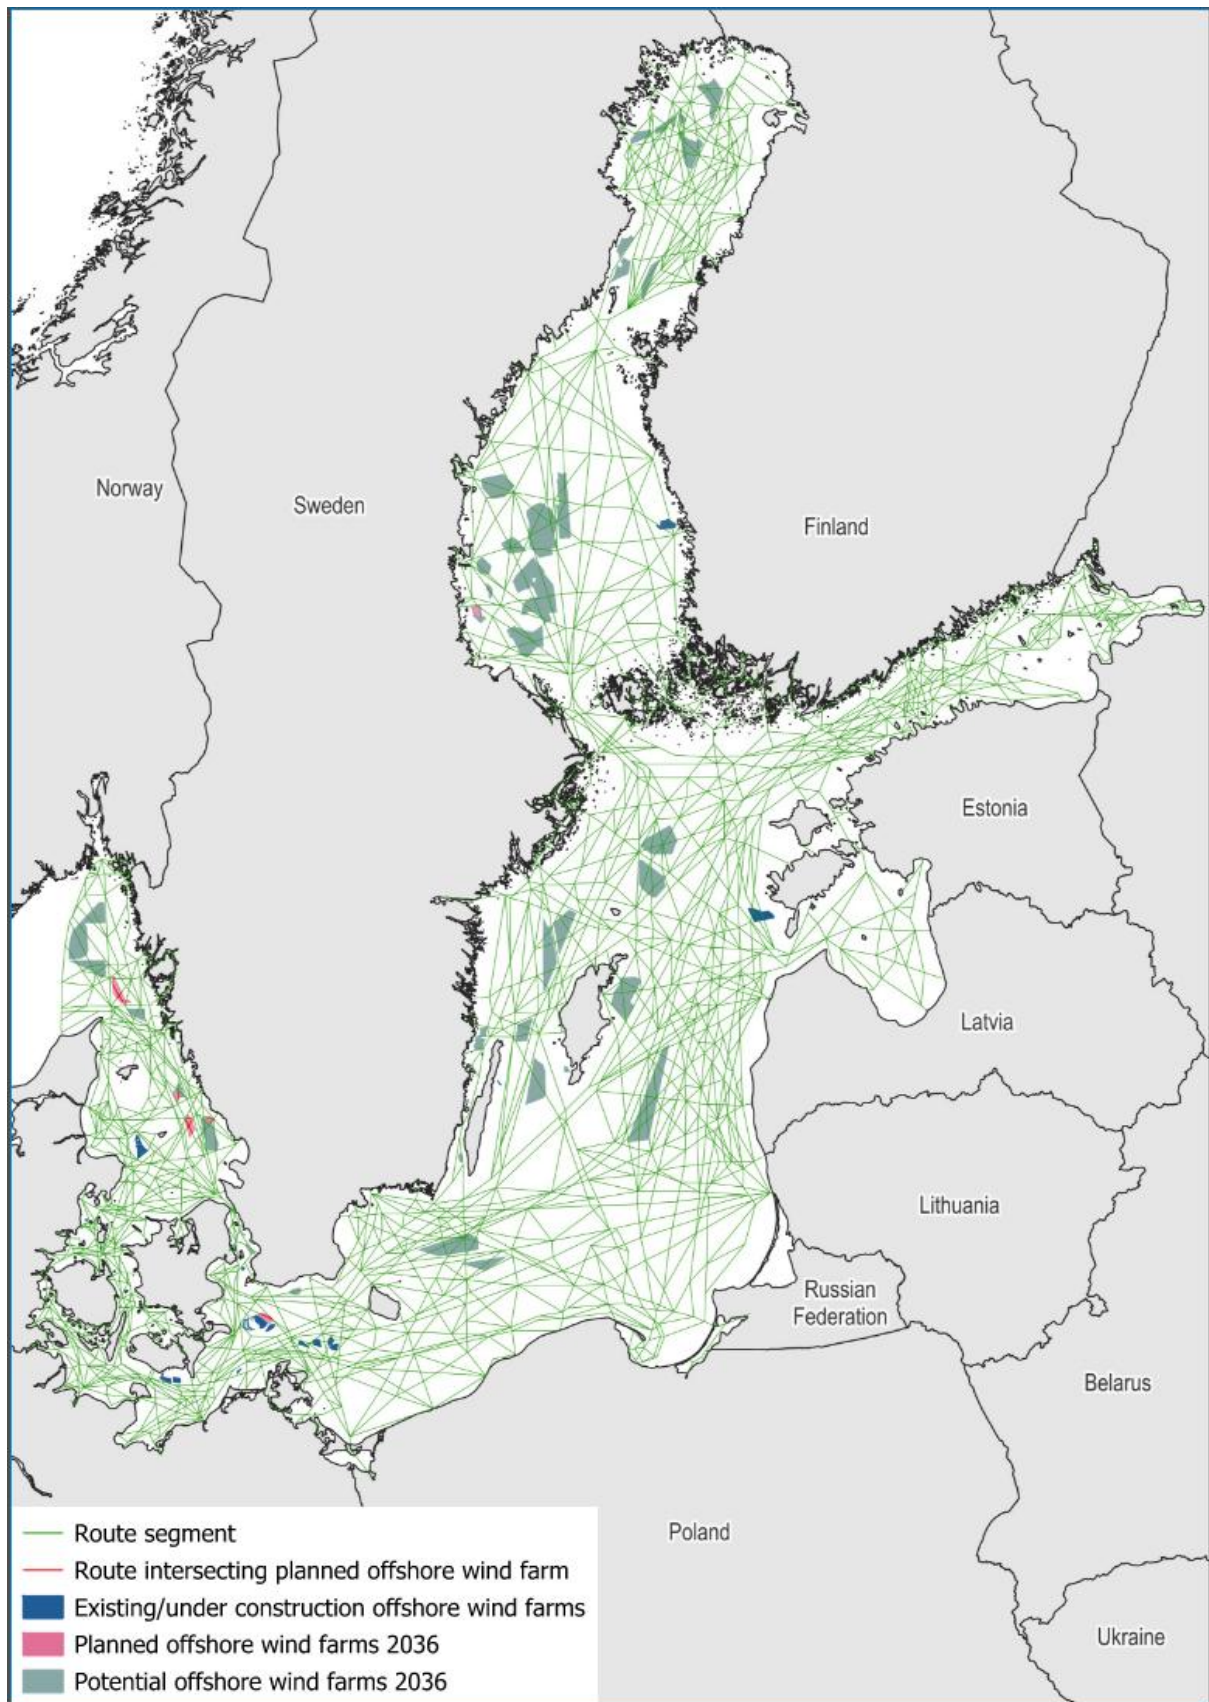 Norway
Sweden
Finland
Estonia
Latvia
Lithuania
Russian
Federation
Belarus
Poland
Ukraine
Route segment
Route intersecting planned offshore wind farm
Existing/under construction offshore wind farms
Planned offshore wind farms 2036
Potential offshore wind farms 2036